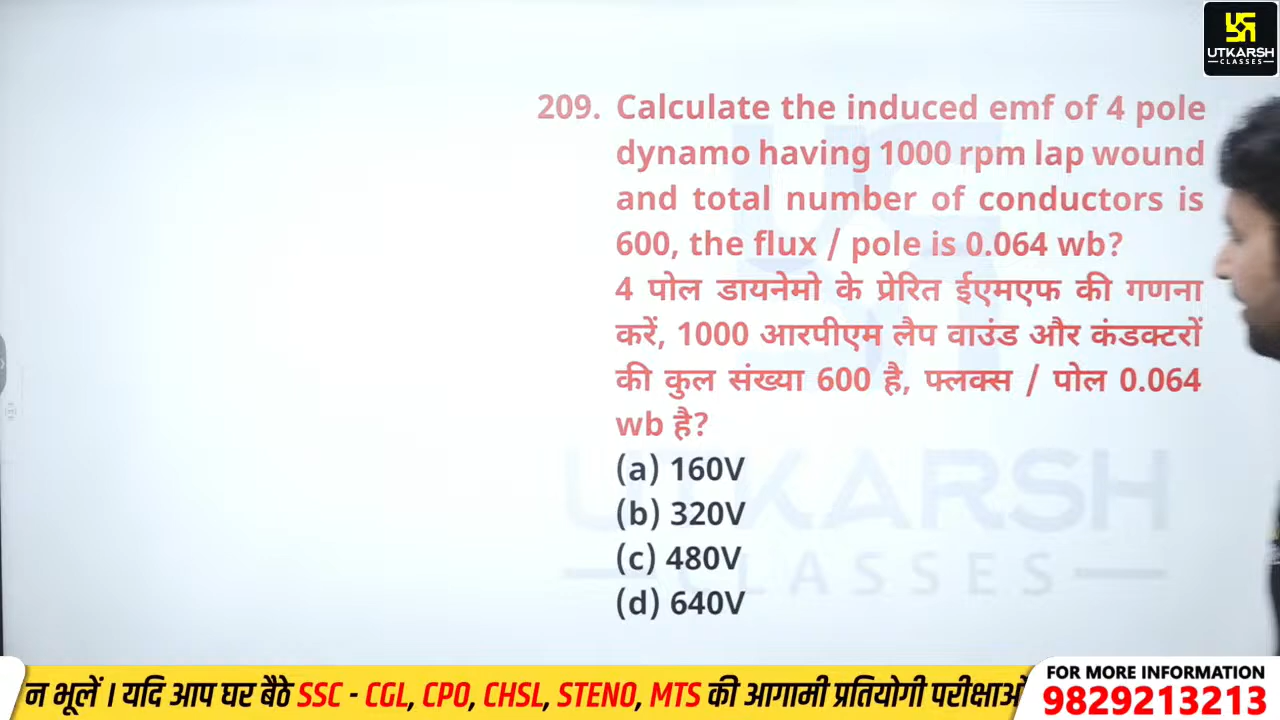 UTKARSH
CLASSES
209. Calculate the induced emf of 4 pole
dynamo having 1000 rpm lap wound
and total number of conductors is
600, the flux / pole is 0.064 wb?
4 पोल डायनेमो के प्रेरित ईएमएफ की गणना
करें, 1000 आरपीएम लैप वाउंड और कंडक्टरों
की कुल संख्या 600 है, फ्लक्स / पोल 0.064
wb है?
(a) 160V
(b) 320V
(c) 480V
(d) 640V
UTKARSH
CLASSES
न भूलें । यदि आप घर बैठे SSC - CGL, CPO, CHSL, STENO, MTS की आगामी प्रतियोगी परीक्षाओं
FOR MORE INFORMATION
9829213213